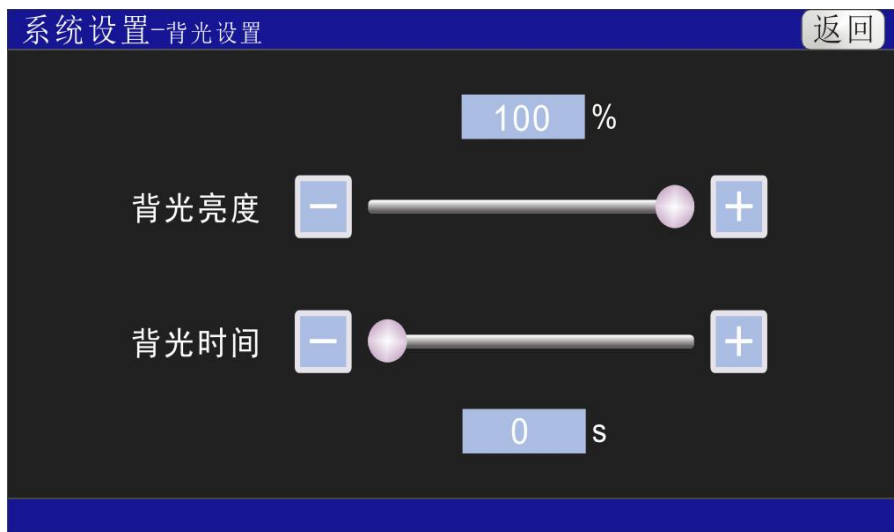 系统设置-背光设置 返回
100 %
背光亮度 − +
背光时间 − +
0 s